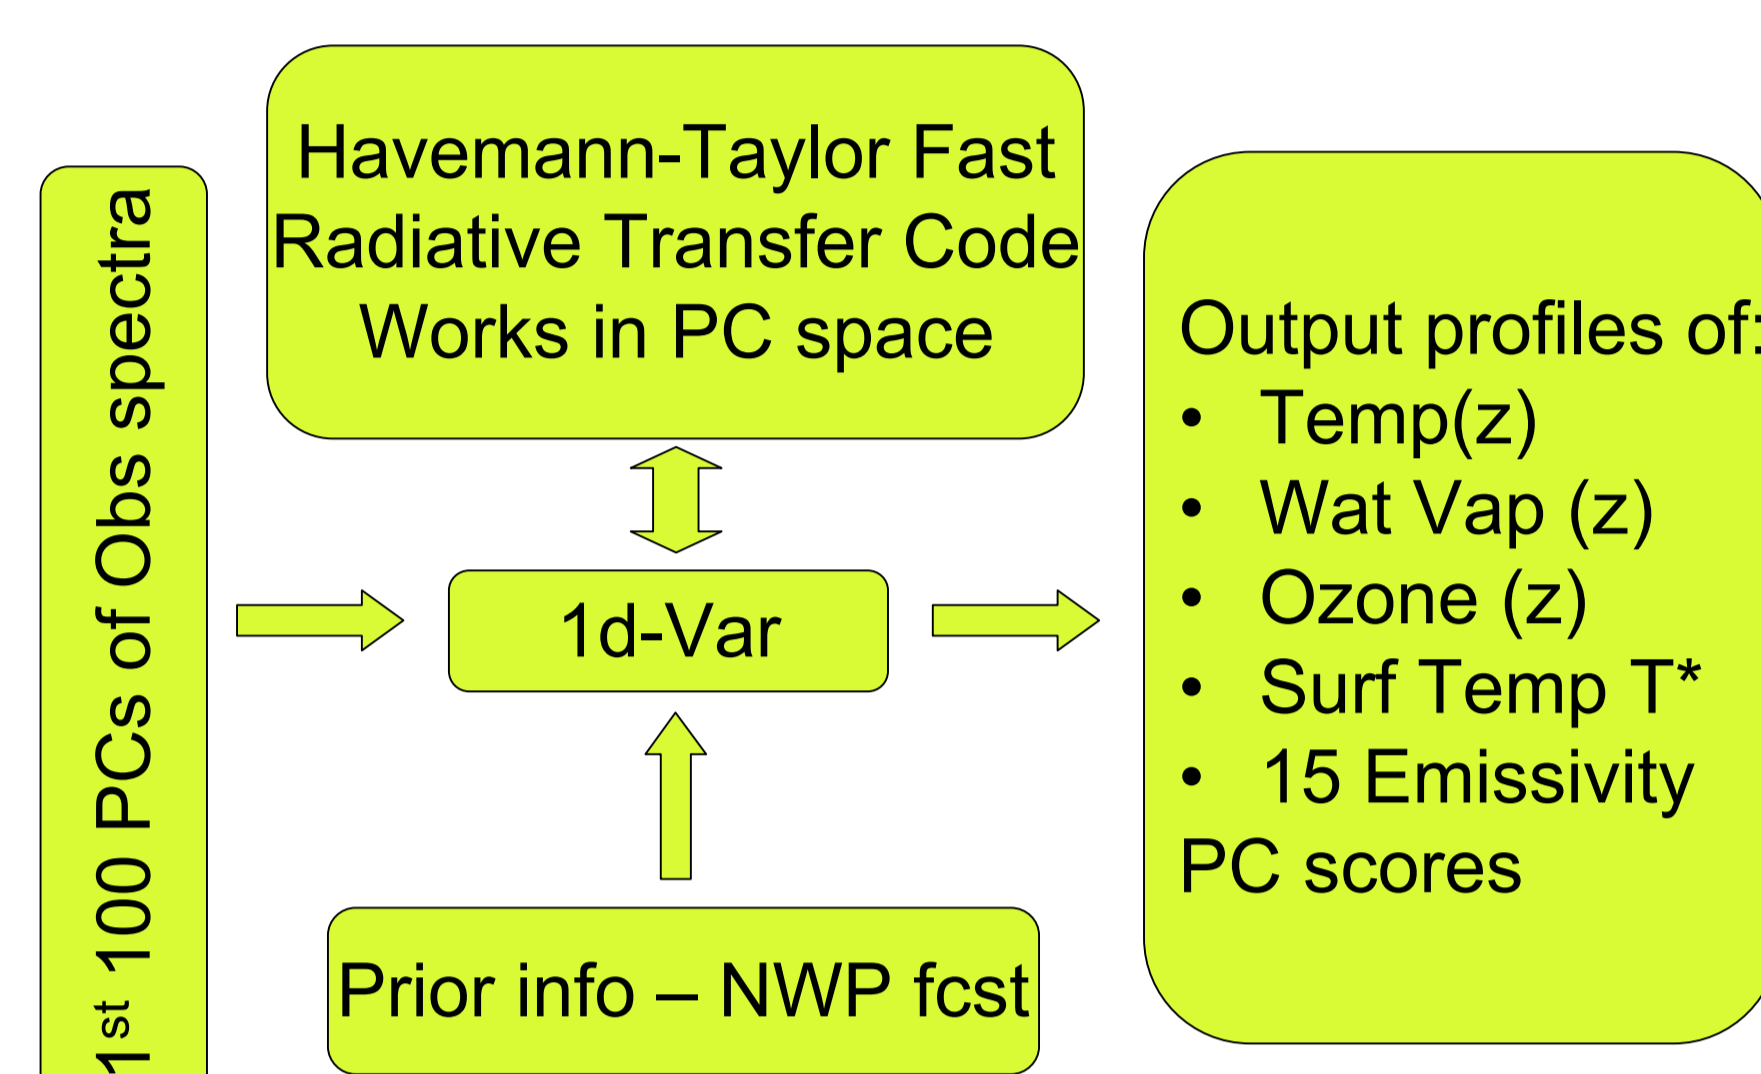 1st 100 PCs of Obs spectra
Havemann-Taylor Fast
Radiative Transfer Code
Works in PC space
1d-Var
Prior info – NWP fcst
Output profiles of:
• Temp(z)
• Wat Vap (z)
• Ozone (z)
• Surf Temp T*
• 15 Emissivity
PC scores